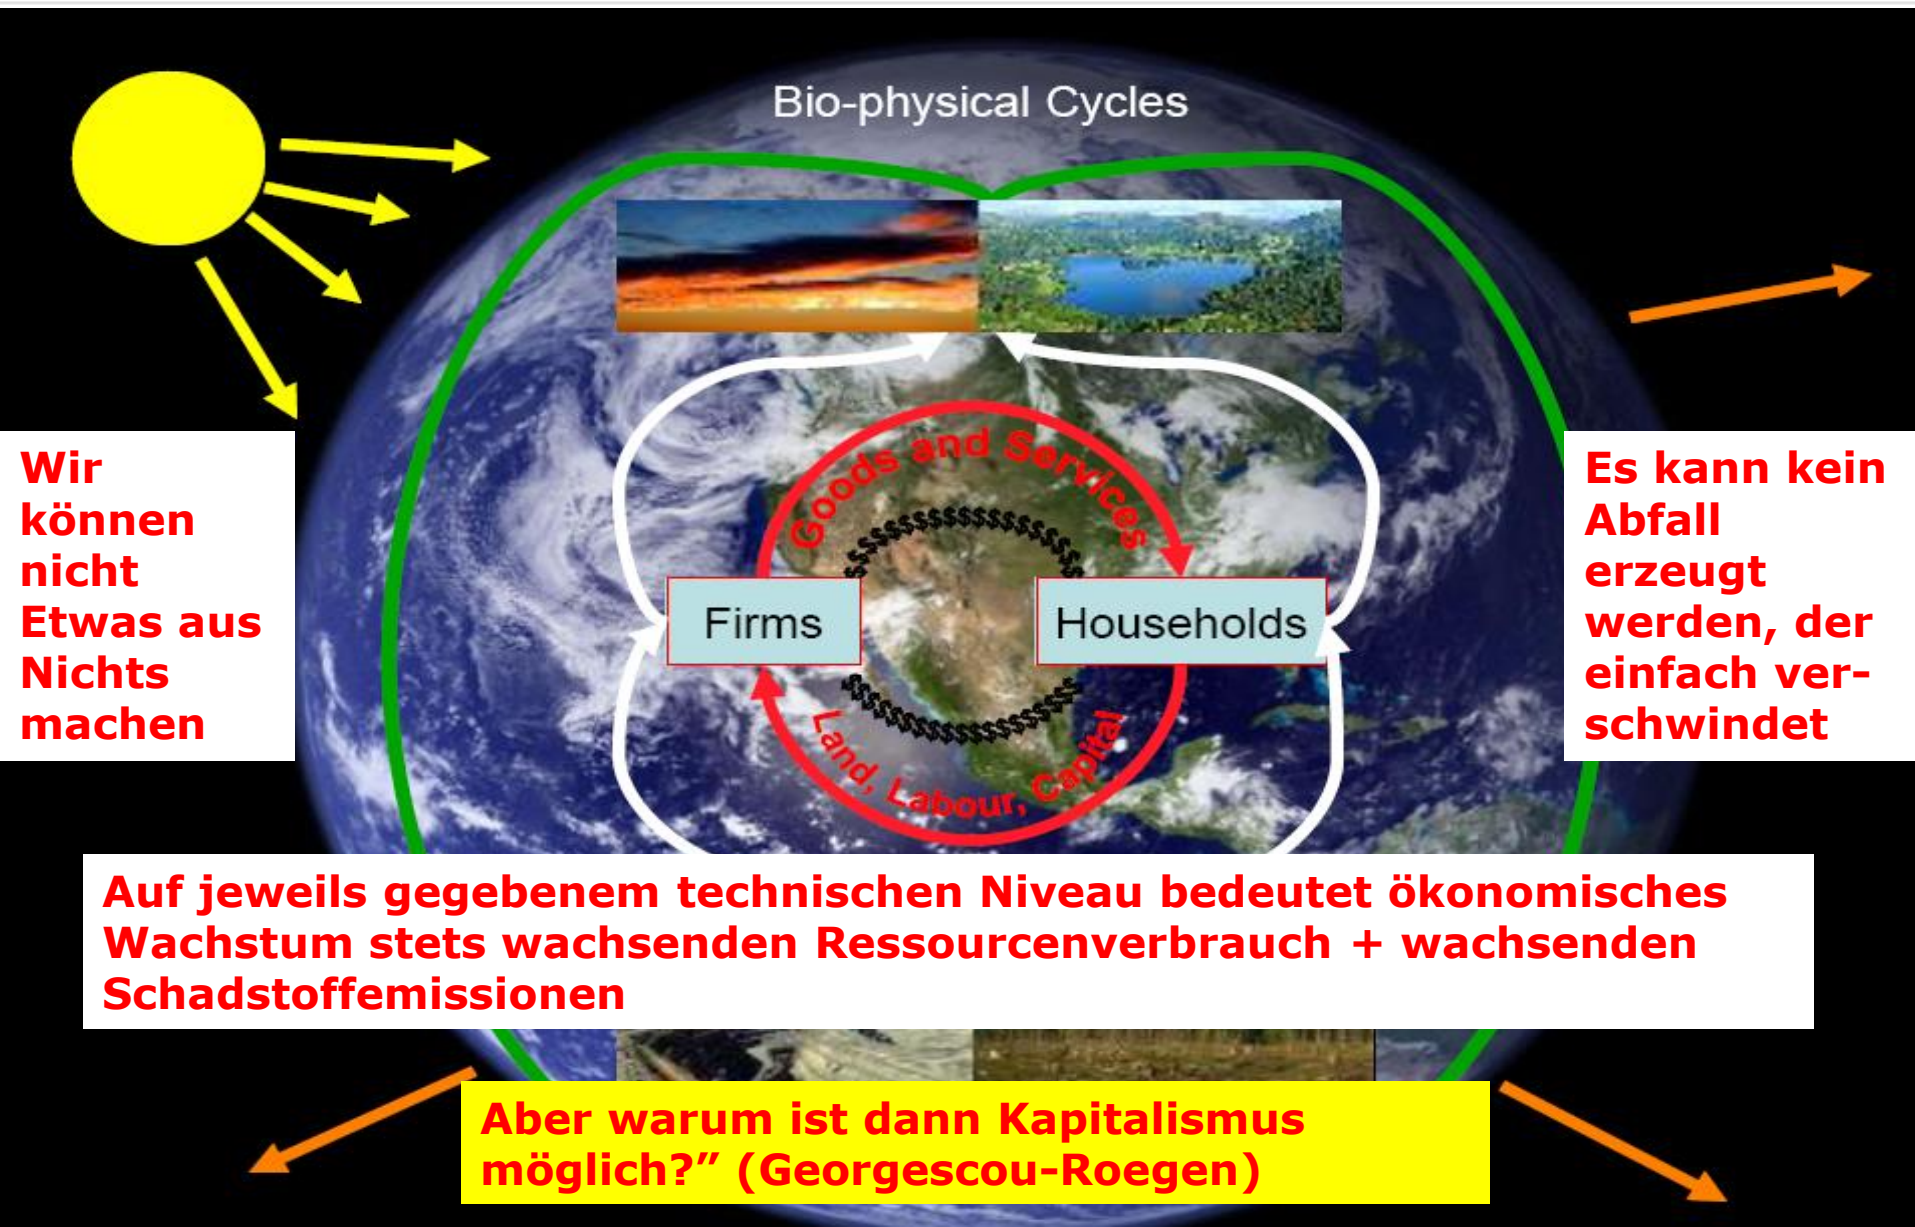 Bio-physical Cycles
Wir
können
nicht
Etwas aus
Nichts
machen
Goods and Services
$$$$$$$$$$$$$$$$$$$$$$
Firms
Households
$$$$$$$$$$$$$$$$$$$$$$
Land, Labour, Capital
Es kann kein
Abfall
erzeugt
werden, der
einfach ver-
schwindet
Auf jeweils gegebenem technischen Niveau bedeutet ökonomisches
Wachstum stets wachsenden Ressourcenverbrauch + wachsenden
Schadstoffemissionen
Aber warum ist dann Kapitalismus
möglich?” (Georgescou-Roegen)